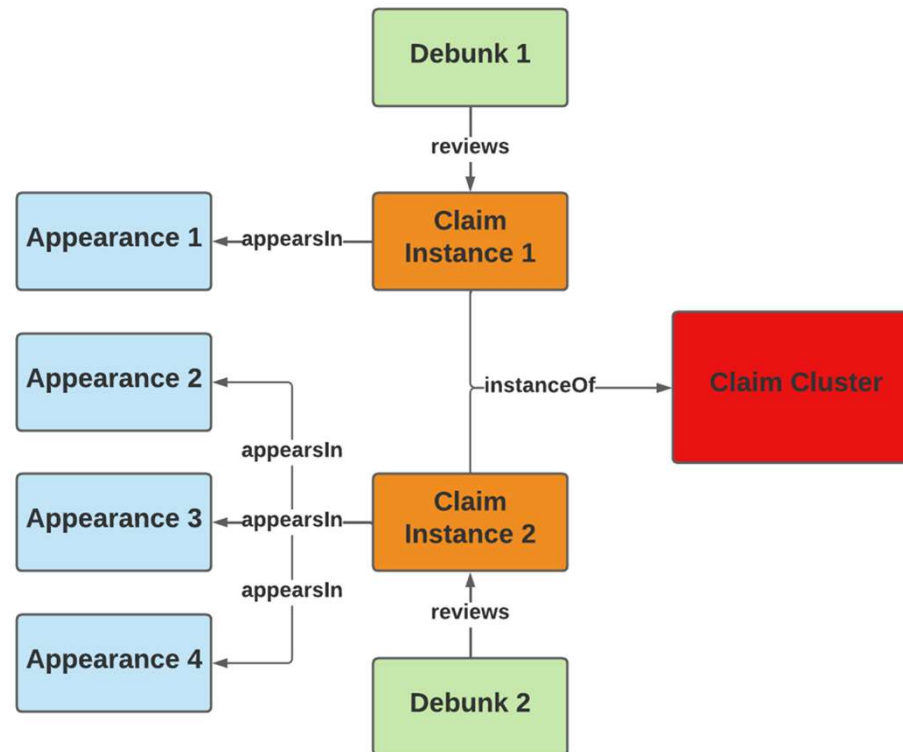 Debunk 1
reviews
Appearance 1
appearsIn
Claim
Instance 1
Appearance 2
instanceOf
Claim Cluster
appearsIn
Appearance 3
appearsIn
Claim
Instance 2
appearsIn
reviews
Appearance 4
Debunk 2